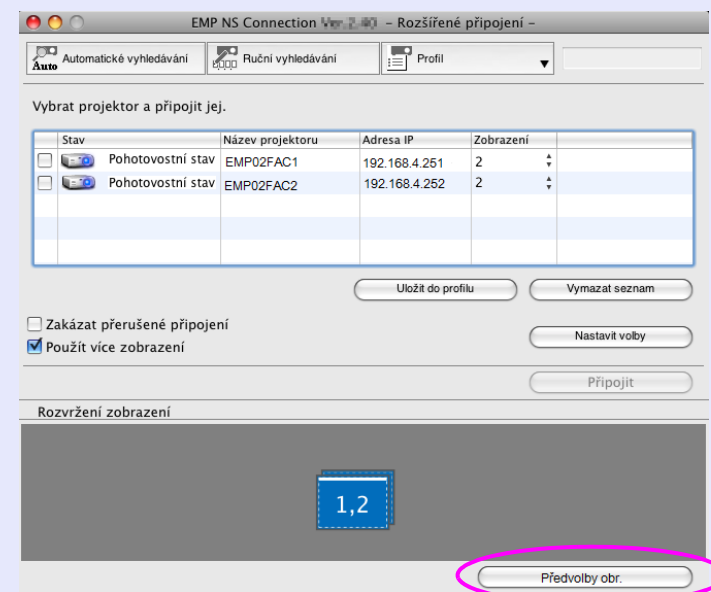 EMP NS Connection – Rozšířené připojení –
Auto Automatické vyhledávání Ruční vyhledávání Profil
Vybrat projektor a připojit jej.
Stav Název projektoru Adresa IP Zobrazení
Pohotovostní stav EMP02FAC1 192.168.4.251 2
Pohotovostní stav EMP02FAC2 192.168.4.252 2
Uložit do profilu Vymazat seznam
Zakázat přerušené připojení
Nastavit volby
Použít více zobrazení
Připojit
Rozvržení zobrazení
1,2
Předvolby obr.